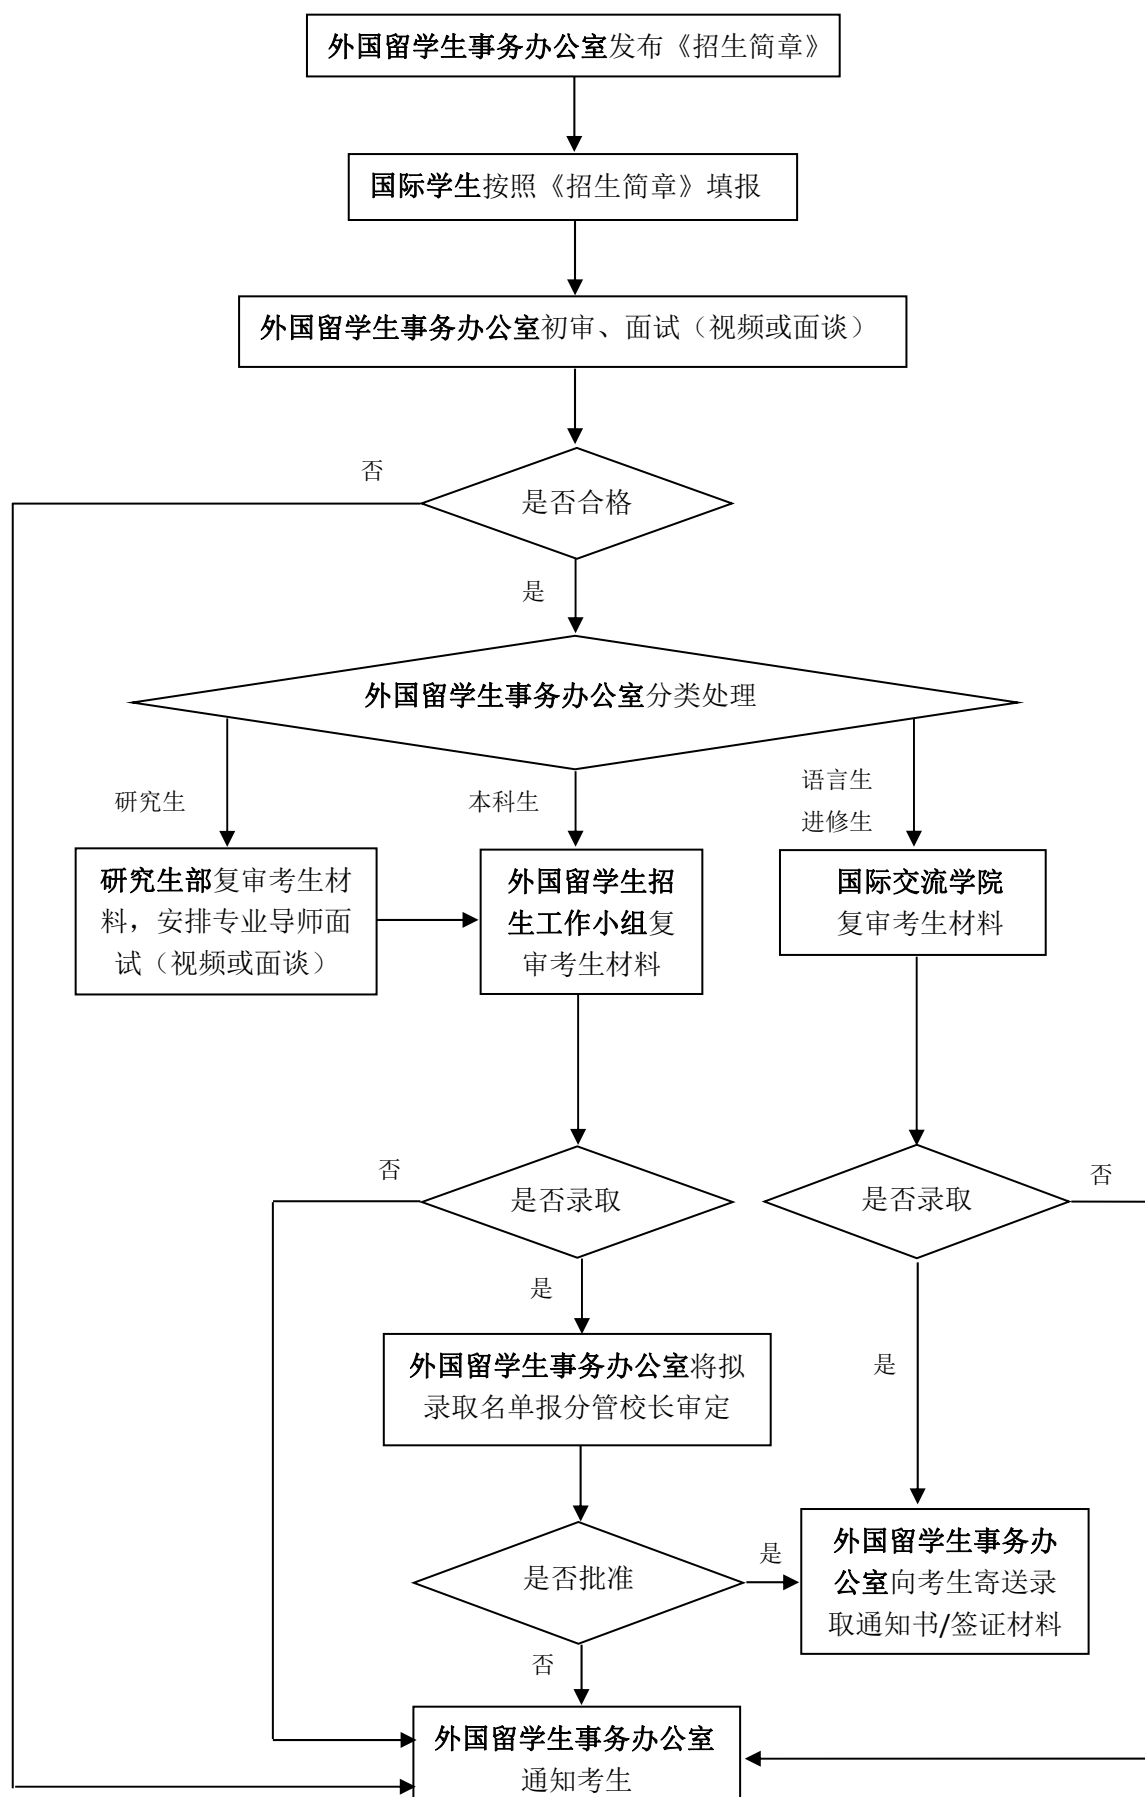 外国留学生事务办公室发布《招生简章》
国际学生按照《招生简章》填报
外国留学生事务办公室初审、面试（视频或面谈）
否
是否合格
是
外国留学生事务办公室分类处理
研究生
本科生
语言生
进修生
研究生部复审考生材
料，安排专业导师面
试（视频或面谈）
外国留学生招
生工作小组复
审考生材料
国际交流学院
复审考生材料
否
是否录取
是否录取
否
是
外国留学生事务办公室将拟
录取名单报分管校长审定
是
是否批准
是
外国留学生事务办
公室向考生寄送录
取通知书/签证材料
否
外国留学生事务办公室
通知考生